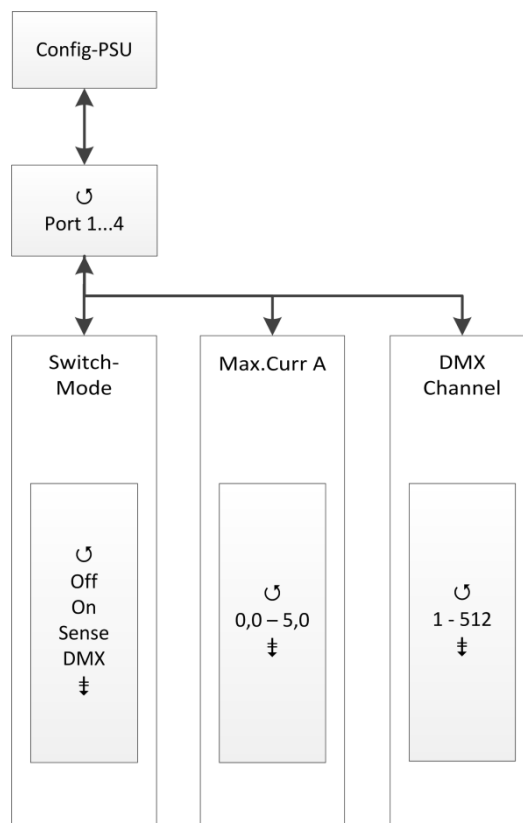 Config-PSU
↺
Port 1...4
Switch-
Mode
↺
Off
On
Sense
DMX
⤈
Max.Curr A
↺
0,0 – 5,0
⤈
DMX
Channel
↺
1 - 512
⤈